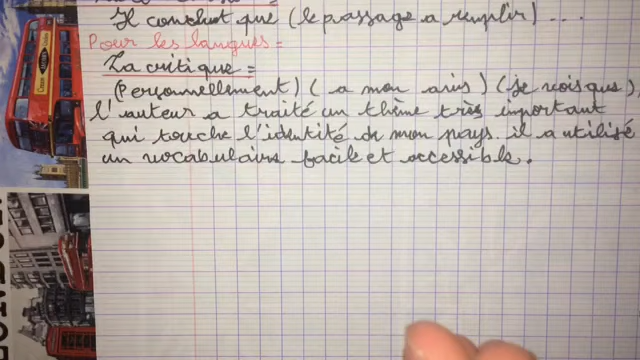 Il conclut que (le passage a remplir) ...
Pour les langues =
La critique =
(Personnellement) (a mon avis) (je vois que),
l'auteur a traité un thème très important
qui touche l'identité de mon pays. il a utilisé
un vocabulaire facile et accessible.